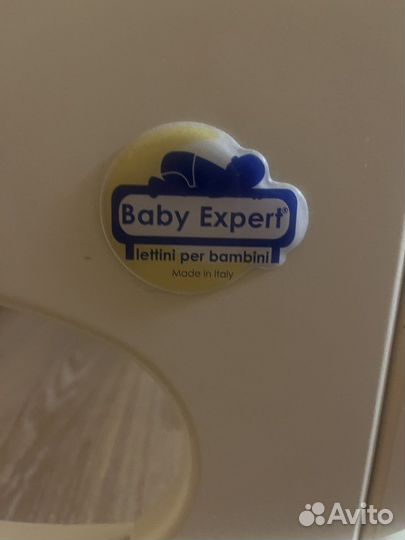 Baby Expert®
lettini per bambini
Made in Italy
Avito